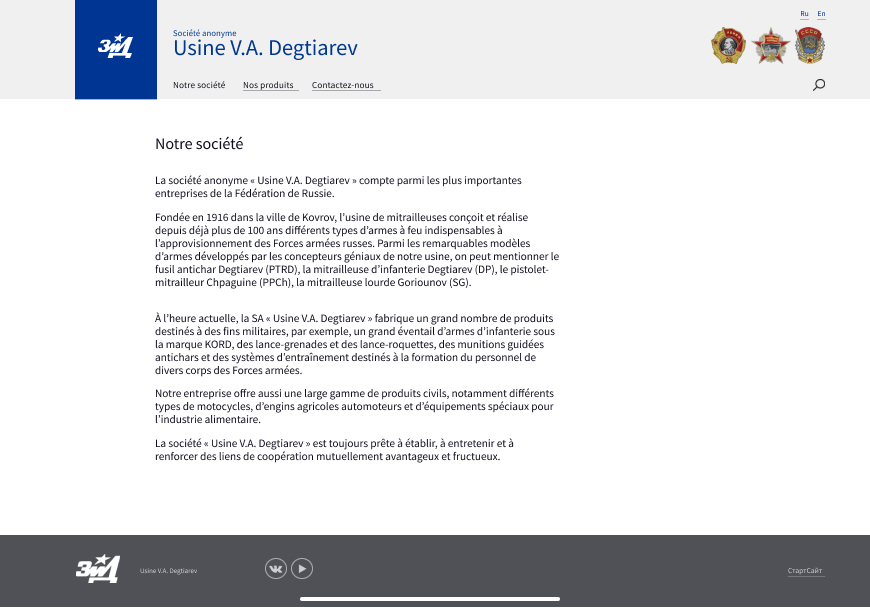 Ru En
Société anonyme
Usine V.A. Degtiarev
ЗиД
Notre société Nos produits Contactez-nous
Notre société
La société anonyme « Usine V.A. Degtiarev » compte parmi les plus importantes
entreprises de la Fédération de Russie.
Fondée en 1916 dans la ville de Kovrov, l’usine de mitrailleuses conçoit et réalise
depuis déjà plus de 100 ans différents types d’armes à feu indispensables à
l’approvisionnement des Forces armées russes. Parmi les remarquables modèles
d’armes développés par les concepteurs géniaux de notre usine, on peut mentionner le
fusil antichar Degtiarev (PTRD), la mitrailleuse d’infanterie Degtiarev (DP), le pistolet-
mitrailleur Chpaguine (PPCh), la mitrailleuse lourde Goriounov (SG).
À l’heure actuelle, la SA « Usine V.A. Degtiarev » fabrique un grand nombre de produits
destinés à des fins militaires, par exemple, un grand éventail d’armes d’infanterie sous
la marque KORD, des lance-grenades et des lance-roquettes, des munitions guidées
antichars et des systèmes d’entraînement destinés à la formation du personnel de
divers corps des Forces armées.
Notre entreprise offre aussi une large gamme de produits civils, notamment différents
types de motocycles, d’engins agricoles automoteurs et d’équipements spéciaux pour
l’industrie alimentaire.
La société « Usine V.A. Degtiarev » est toujours prête à établir, à entretenir et à
renforcer des liens de coopération mutuellement avantageux et fructueux.
ЗиД Usine V.A. Degtiarev СтартСайт